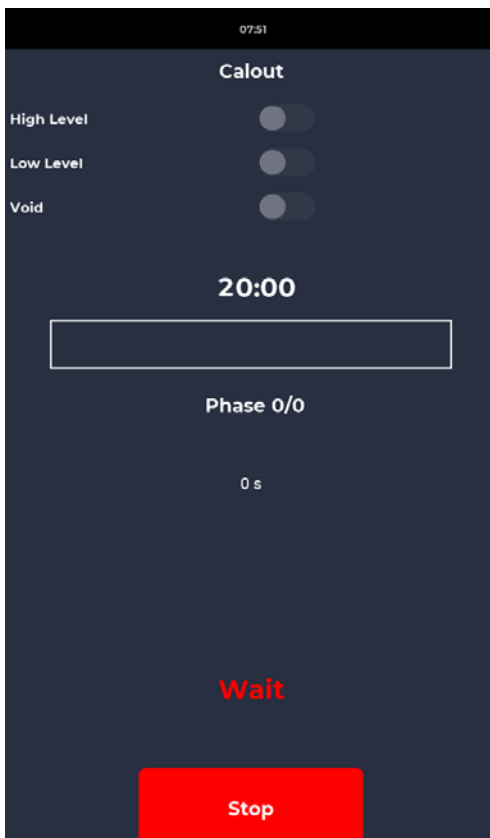 07:51
Calout
High Level
Low Level
Void
20:00
Phase 0/0
0 s
Wait
Stop